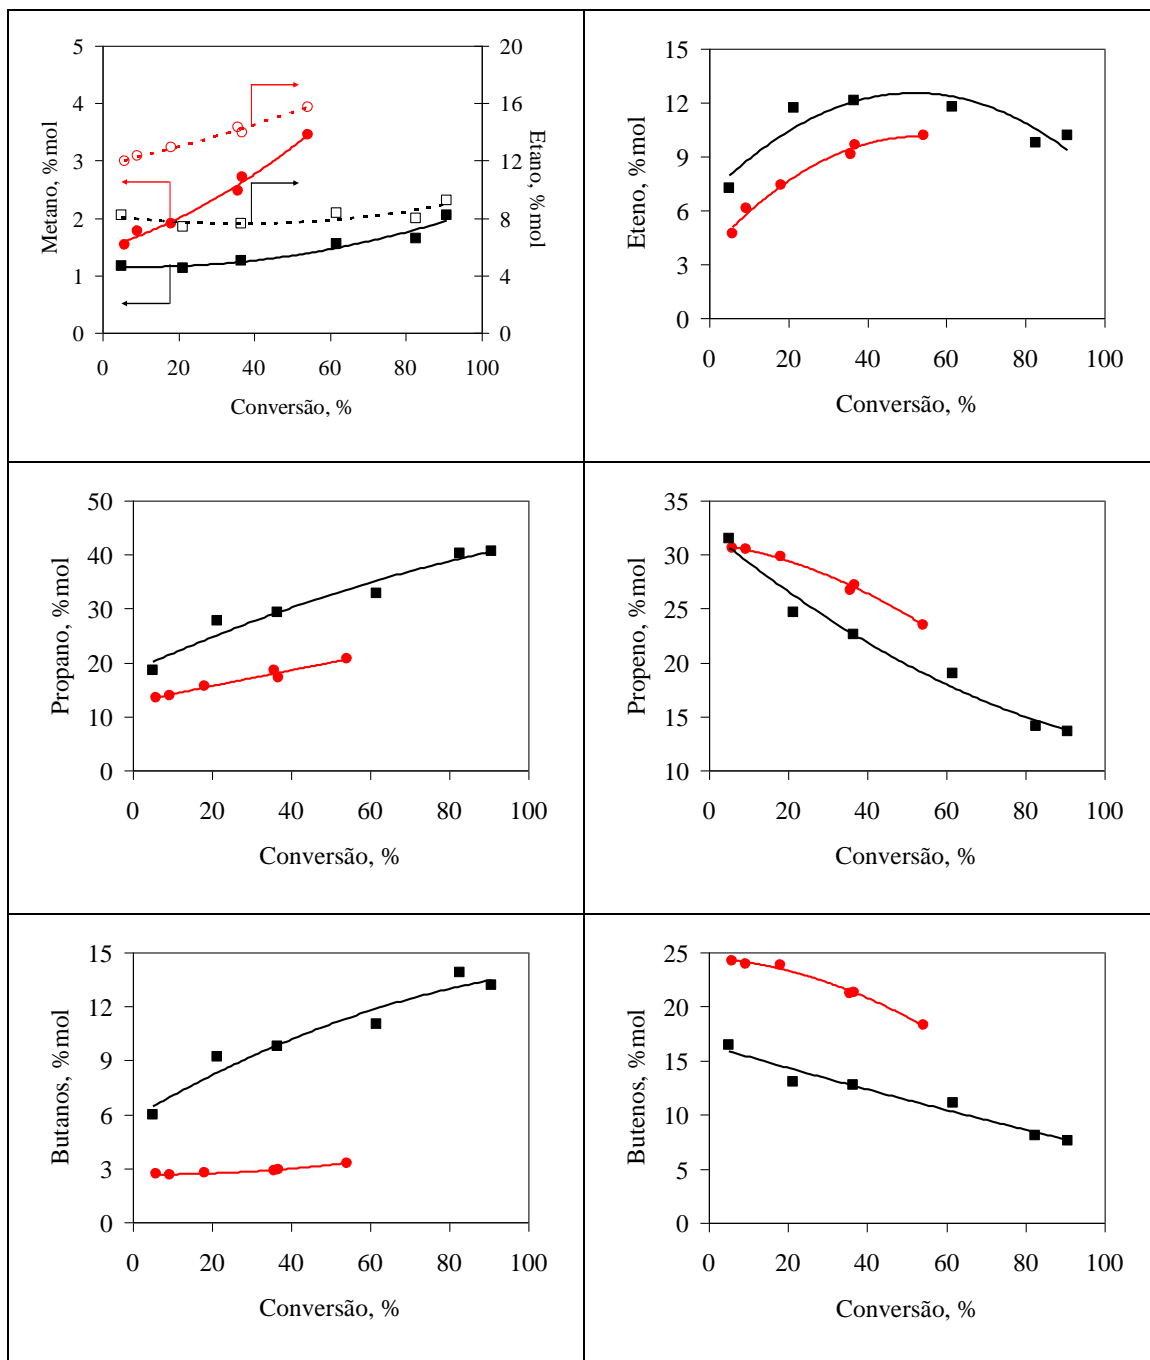 5
4
3
2
1
0
Metano, %mol
20
16
12
8
4
0
Etano, %mol
0 20 40 60 80 100
Conversão, %
15
12
9
6
3
0
Eteno, %mol
0 20 40 60 80 100
Conversão, %
50
40
30
20
10
0
Propano, %mol
0 20 40 60 80 100
Conversão, %
35
30
25
20
15
10
Propeno, %mol
0 20 40 60 80 100
Conversão, %
15
12
9
6
3
0
Butanos, %mol
0 20 40 60 80 100
Conversão, %
25
20
15
10
5
0
Butenos, %mol
0 20 40 60 80 100
Conversão, %